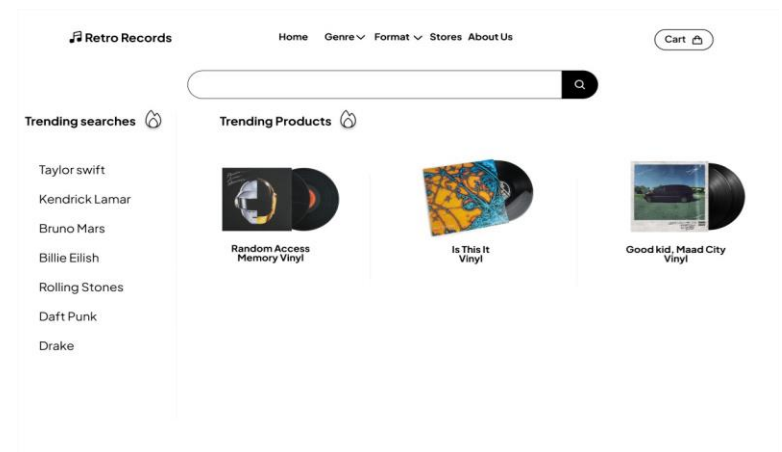 Retro Records
Home Genre Format Stores About Us
Cart
Trending searches
Taylor swift
Kendrick Lamar
Bruno Mars
Billie Eilish
Rolling Stones
Daft Punk
Drake
Trending Products
Random Access
Memory Vinyl
Is This It
Vinyl
Good kid, Maad City
Vinyl